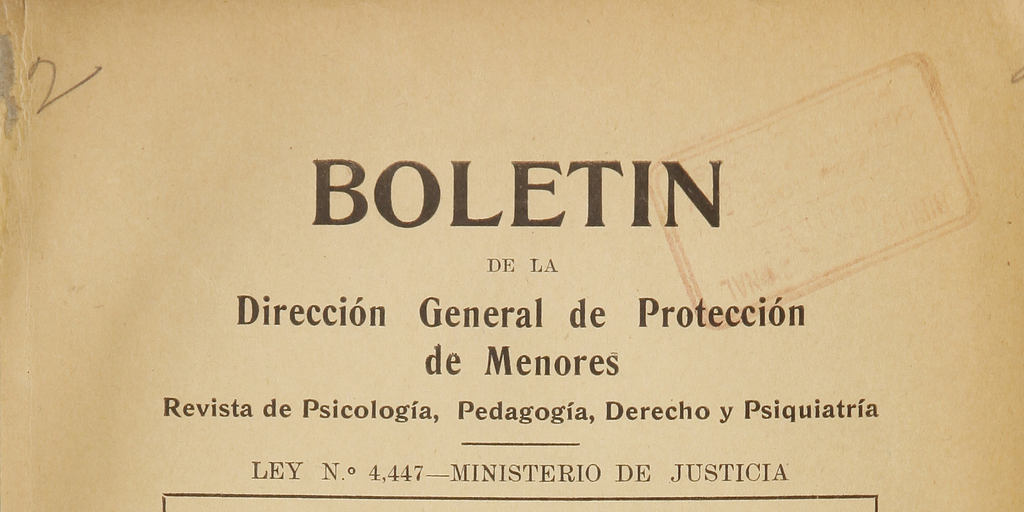 2
BOLETIN
DE LA
Dirección General de Protección
de Menores
Revista de Psicología, Pedagogía, Derecho y Psiquiatría
LEY N.º 4,447—MINISTERIO DE JUSTICIA